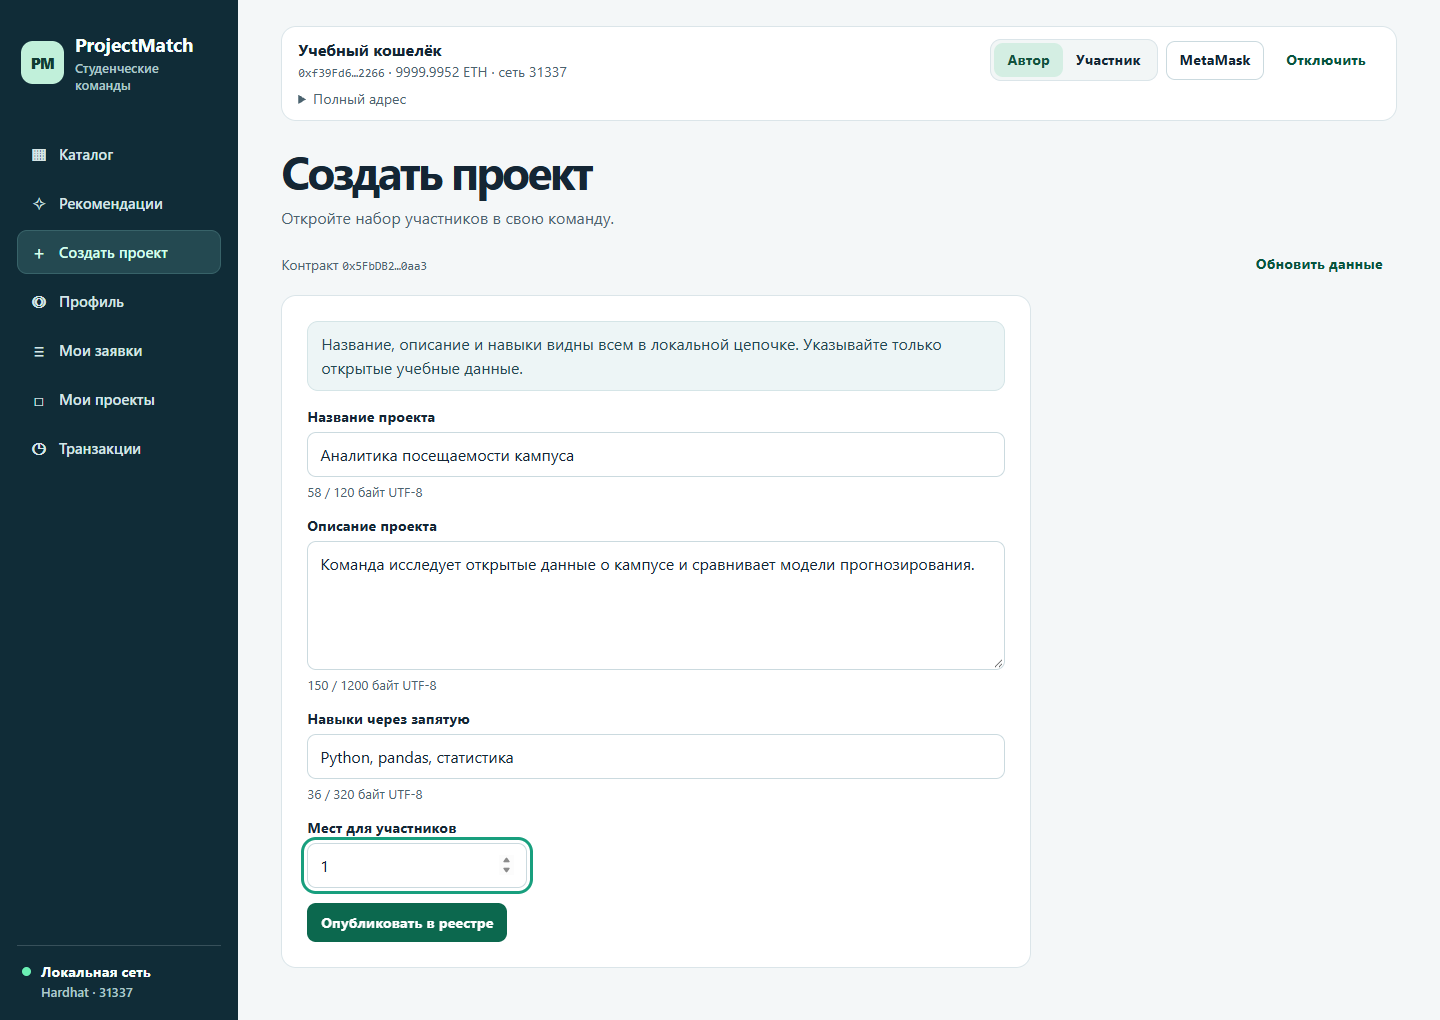 PM
ProjectMatch
Студенческие
команды
Каталог
Рекомендации
Создать проект
Профиль
Мои заявки
Мои проекты
Транзакции
Локальная сеть
Hardhat · 31337
Учебный кошелёк
0xf39Fd6…2266 · 9999.9952 ETH · сеть 31337
Полный адрес
Автор
Участник
MetaMask
Отключить
Создать проект
Откройте набор участников в свою команду.
Контракт 0x5FbDB2…0aa3
Обновить данные
Название, описание и навыки видны всем в локальной цепочке. Указывайте только
открытые учебные данные.
Название проекта
Аналитика посещаемости кампуса
58 / 120 байт UTF-8
Описание проекта
Команда исследует открытые данные о кампусе и сравнивает модели прогнозирования.
150 / 1200 байт UTF-8
Навыки через запятую
Python, pandas, статистика
36 / 320 байт UTF-8
Мест для участников
1
Опубликовать в реестре